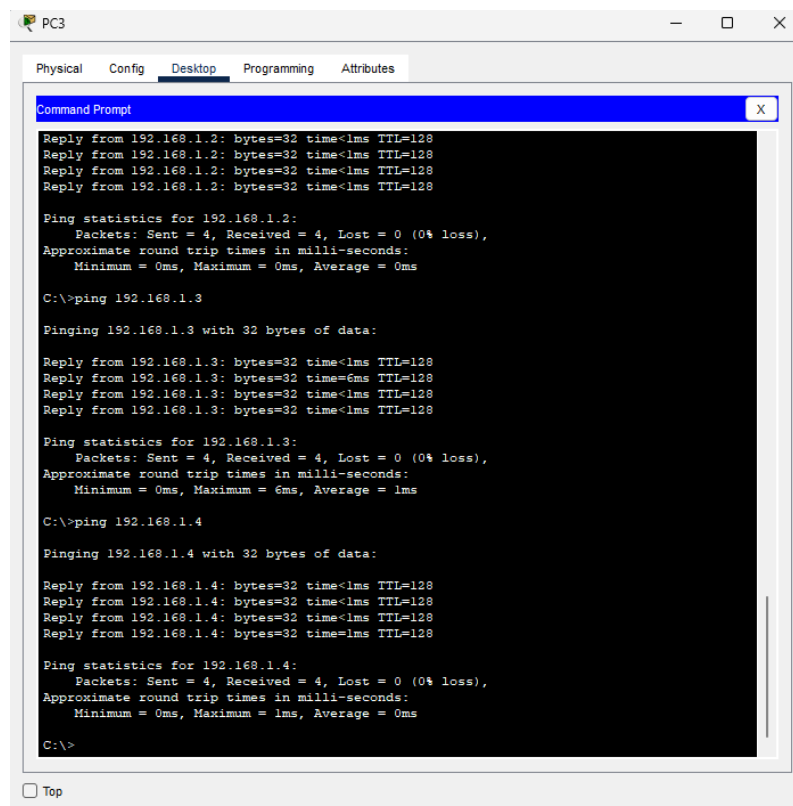 PC3
Physical Config Desktop Programming Attributes
Command Prompt
X
Reply from 192.168.1.2: bytes=32 time<1ms TTL=128
Reply from 192.168.1.2: bytes=32 time<1ms TTL=128
Reply from 192.168.1.2: bytes=32 time<1ms TTL=128
Reply from 192.168.1.2: bytes=32 time<1ms TTL=128
Ping statistics for 192.168.1.2:
Packets: Sent = 4, Received = 4, Lost = 0 (0% loss),
Approximate round trip times in milli-seconds:
Minimum = 0ms, Maximum = 0ms, Average = 0ms
C:\>ping 192.168.1.3
Pinging 192.168.1.3 with 32 bytes of data:
Reply from 192.168.1.3: bytes=32 time<1ms TTL=128
Reply from 192.168.1.3: bytes=32 time=6ms TTL=128
Reply from 192.168.1.3: bytes=32 time<1ms TTL=128
Reply from 192.168.1.3: bytes=32 time<1ms TTL=128
Ping statistics for 192.168.1.3:
Packets: Sent = 4, Received = 4, Lost = 0 (0% loss),
Approximate round trip times in milli-seconds:
Minimum = 0ms, Maximum = 6ms, Average = 1ms
C:\>ping 192.168.1.4
Pinging 192.168.1.4 with 32 bytes of data:
Reply from 192.168.1.4: bytes=32 time<1ms TTL=128
Reply from 192.168.1.4: bytes=32 time<1ms TTL=128
Reply from 192.168.1.4: bytes=32 time<1ms TTL=128
Reply from 192.168.1.4: bytes=32 time=1ms TTL=128
Ping statistics for 192.168.1.4:
Packets: Sent = 4, Received = 4, Lost = 0 (0% loss),
Approximate round trip times in milli-seconds:
Minimum = 0ms, Maximum = 1ms, Average = 0ms
C:\>
Top